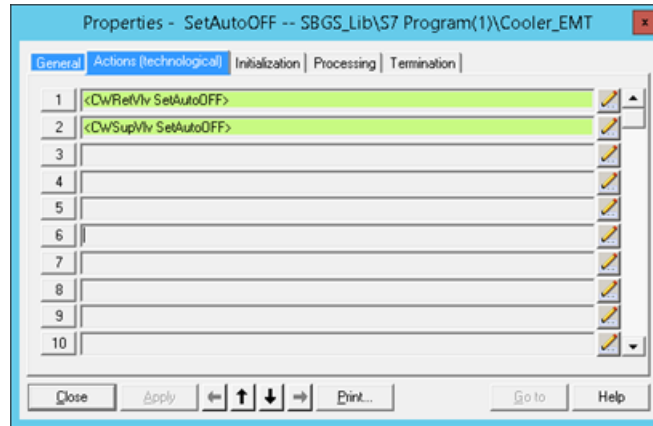 Properties - SetAutoOFF -- SBGS_Lib\S7 Program(1)\Cooler_EMT
x
General Actions (technological) Initialization Processing Termination
1 <CWRetVlv SetAutoOFF>
2 <CWSupVlv SetAutoOFF>
3
4
5
6
7
8
9
10
Close Apply Print... Go to Help